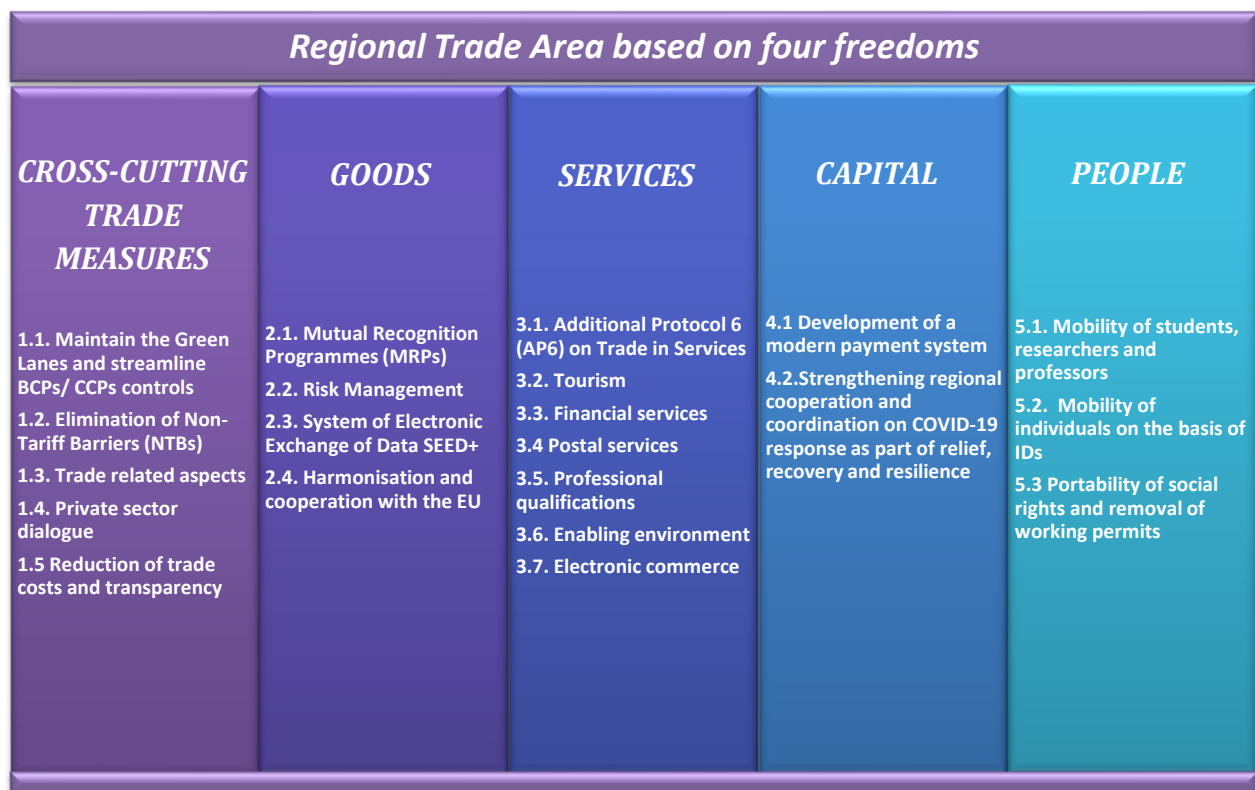 Regional Trade Area based on four freedoms
CROSS-CUTTING
TRADE
MEASURES
1.1. Maintain the Green
Lanes and streamline
BCPs/ CCPs controls
1.2. Elimination of Non-
Tariff Barriers (NTBs)
1.3. Trade related aspects
1.4. Private sector
dialogue
1.5 Reduction of trade
costs and transparency
GOODS
2.1. Mutual Recognition
Programmes (MRPs)
2.2. Risk Management
2.3. System of Electronic
Exchange of Data SEED+
2.4. Harmonisation and
cooperation with the EU
SERVICES
3.1. Additional Protocol 6
(AP6) on Trade in Services
3.2. Tourism
3.3. Financial services
3.4 Postal services
3.5. Professional
qualifications
3.6. Enabling environment
3.7. Electronic commerce
CAPITAL
4.1 Development of a
modern payment system
4.2.Strengthening regional
cooperation and
coordination on COVID-19
response as part of relief,
recovery and resilience
PEOPLE
5.1. Mobility of students,
researchers and
professors
5.2. Mobility of
individuals on the basis of
IDs
5.3 Portability of social
rights and removal of
working permits